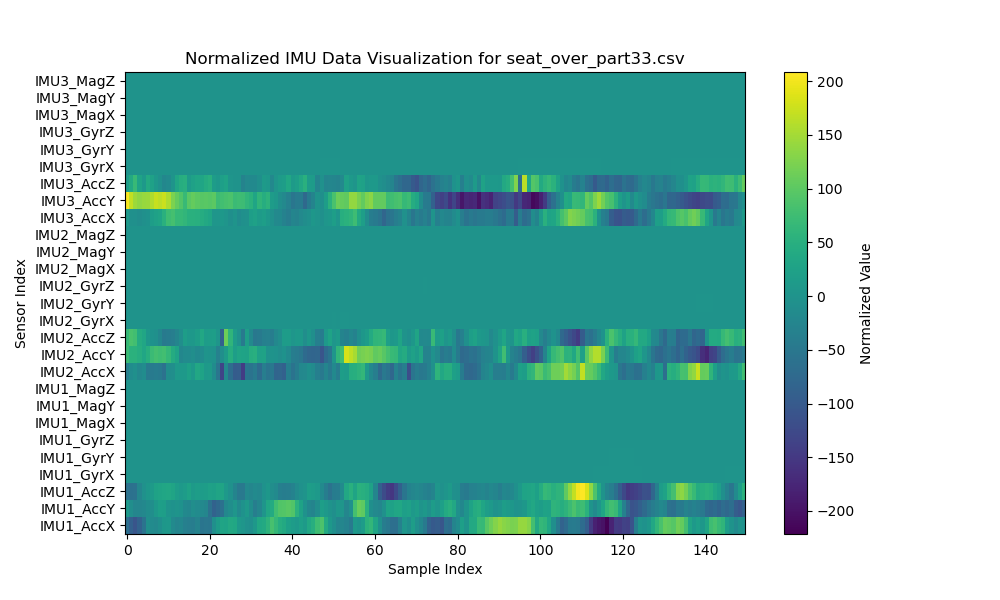 Normalized IMU Data Visualization for seat_over_part33.csv
IMU3_MagZ
IMU3_MagY
IMU3_MagX
IMU3_GyrZ
IMU3_GyrY
IMU3_GyrX
IMU3_AccZ
IMU3_AccY
IMU3_AccX
IMU2_MagZ
IMU2_MagY
IMU2_MagX
IMU2_GyrZ
IMU2_GyrY
IMU2_GyrX
IMU2_AccZ
IMU2_AccY
IMU2_AccX
IMU1_MagZ
IMU1_MagY
IMU1_MagX
IMU1_GyrZ
IMU1_GyrY
IMU1_GyrX
IMU1_AccZ
IMU1_AccY
IMU1_AccX
Sensor Index
0 20 40 60 80 100 120 140
Sample Index
200
150
100
50
0
−50
−100
−150
−200
Normalized Value